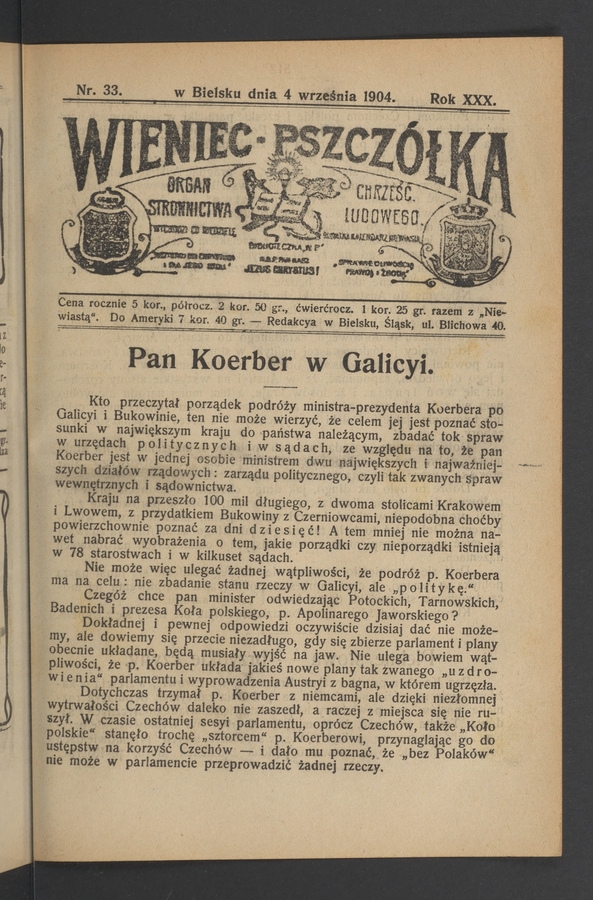 Nr. 33.
w Bielsku dnia 4 września 1904.
Rok XXX.
WIENIEC-PSZCZÓŁKA
ORGAN
STRONNICTWA
CHRZEŚC.
LUDOWEGO.
JEZUS CHRYSTUS!
Cena rocznie 5 kor., półrocz. 2 kor. 50 gr., ćwierćrocz. 1 kor. 25 gr. razem z „Nie-
wiastą“. Do Ameryki 7 kor. 40 gr. — Redakcya w Bielsku, Śląsk, ul. Blichowa 40.
Pan Koerber w Galicyi.
Kto przeczytał porządek podróży ministra-prezydenta Koerbera po
Galicyi i Bukowinie, ten nie może wierzyć, że celem jej jest poznać sto-
sunki w największym kraju do państwa należącym, zbadać tok spraw
w urzędach politycznych i w sądach, ze względu na to, że pan
Koerber jest w jednej osobie ministrem dwu największych i najważniej-
szych działów rządowych: zarządu politycznego, czyli tak zwanych spraw
wewnętrznych i sądownictwa.
Kraju na przeszło 100 mil długiego, z dwoma stolicami Krakowem
i Lwowem, z przydatkiem Bukowiny z Czerniowcami, niepodobna choćby
powierzchownie poznać za dni dziesięć! A tem mniej nie można na-
wet nabrać wyobrażenia o tem, jakie porządki czy nieporządki istnieją
w 78 starostwach i w kilkuset sądach.
Nie może więc ulegać żadnej wątpliwości, że podróż p. Koerbera
ma na celu: nie zbadanie stanu rzeczy w Galicyi, ale „politykę.“
Czegóż chce pan minister odwiedzając Potockich, Tarnowskich,
Badenich i prezesa Koła polskiego, p. Apolinarego Jaworskiego?
Dokładnej i pewnej odpowiedzi oczywiście dzisiaj dać nie może-
my, ale dowiemy się przecie niezadługo, gdy się zbierze parlament i plany
obecnie układane, będą musiały wyjść na jaw. Nie ulega bowiem wąt-
pliwości, że p. Koerber układa jakieś nowe plany tak zwanego „uzdro-
wienia“ parlamentu i wyprowadzenia Austryi z bagna, w którem ugrzęzła.
Dotychczas trzymał p. Koerber z niemcami, ale dzięki niezłomnej
wytrwałości Czechów daleko nie zaszedł, a raczej z miejsca się nie ru-
szył. W czasie ostatniej sesyi parlamentu, oprócz Czechów, także „Koło
polskie“ stanęło trochę „sztorcem“ p. Koerberowi, przynaglając go do
ustępstw na korzyść Czechów — i dało mu poznać, że „bez Polaków“
nie może w parlamencie przeprowadzić żadnej rzeczy.